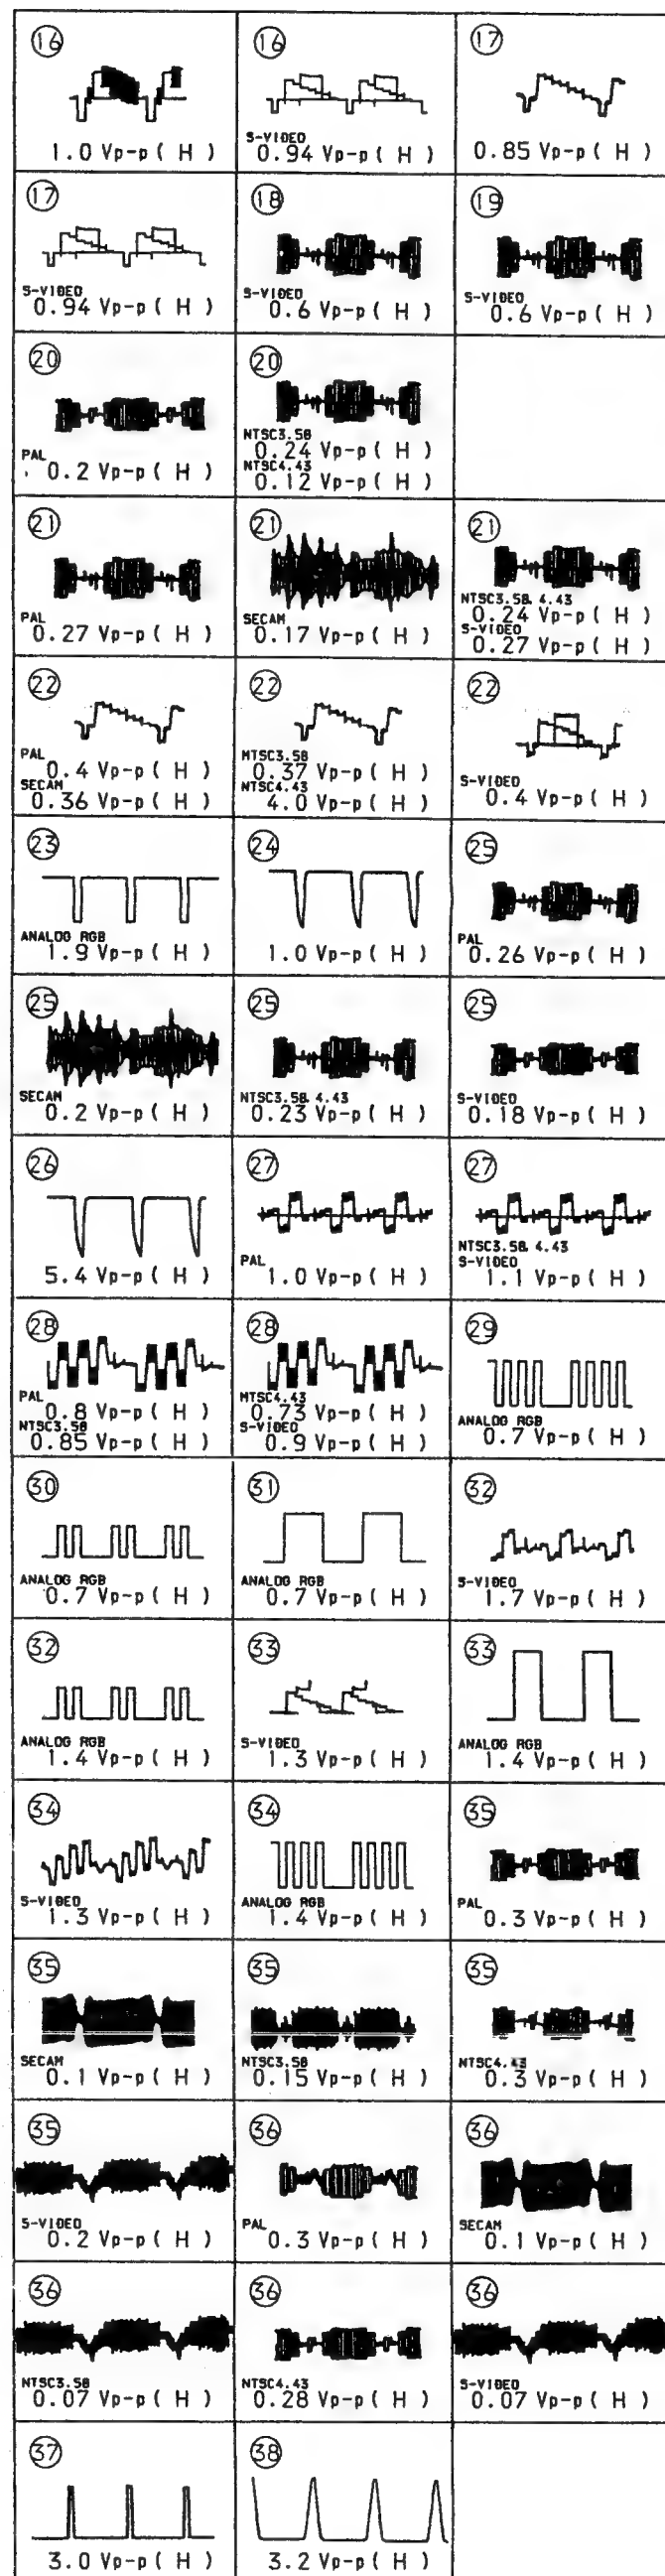 16
1.0 Vp-p ( H )
16
S-VIDEO
0.94 Vp-p ( H )
17
0.85 Vp-p ( H )
17
S-VIDEO
0.94 Vp-p ( H )
18
S-VIDEO
0.6 Vp-p ( H )
19
S-VIDEO
0.6 Vp-p ( H )
20
PAL
0.2 Vp-p ( H )
20
NTSC3.58
0.24 Vp-p ( H )
NTSC4.43
0.12 Vp-p ( H )
21
PAL
0.27 Vp-p ( H )
21
SECAM
0.17 Vp-p ( H )
21
NTSC3.58, 4.43
0.24 Vp-p ( H )
S-VIDEO
0.27 Vp-p ( H )
22
PAL
0.4 Vp-p ( H )
SECAM
0.36 Vp-p ( H )
22
MTSC3.58
0.37 Vp-p ( H )
NTSC4.43
4.0 Vp-p ( H )
22
S-VIDEO
0.4 Vp-p ( H )
23
ANALOG RGB
1.9 Vp-p ( H )
24
1.0 Vp-p ( H )
25
PAL
0.26 Vp-p ( H )
25
SECAM
0.2 Vp-p ( H )
25
NTSC3.58, 4.43
0.23 Vp-p ( H )
25
S-VIDEO
0.18 Vp-p ( H )
26
5.4 Vp-p ( H )
27
PAL
1.0 Vp-p ( H )
27
NTSC3.58, 4.43
S-VIDEO
1.1 Vp-p ( H )
28
PAL
0.8 Vp-p ( H )
NTSC3.58
0.85 Vp-p ( H )
28
MTSC4.43
0.73 Vp-p ( H )
S-VIDEO
0.9 Vp-p ( H )
29
ANALOG RGB
0.7 Vp-p ( H )
30
ANALOG RGB
0.7 Vp-p ( H )
31
ANALOG RGB
0.7 Vp-p ( H )
32
S-VIDEO
1.7 Vp-p ( H )
32
ANALOG RGB
1.4 Vp-p ( H )
33
S-VIDEO
1.3 Vp-p ( H )
33
ANALOG RGB
1.4 Vp-p ( H )
34
S-VIDEO
1.3 Vp-p ( H )
34
ANALOG RGB
1.4 Vp-p ( H )
35
PAL
0.3 Vp-p ( H )
35
SECAM
0.1 Vp-p ( H )
35
NTSC3.58
0.15 Vp-p ( H )
35
NTSC4.43
0.3 Vp-p ( H )
35
S-VIDEO
0.2 Vp-p ( H )
36
PAL
0.3 Vp-p ( H )
36
SECAM
0.1 Vp-p ( H )
36
NTSC3.58
0.07 Vp-p ( H )
36
NTSC4.43
0.28 Vp-p ( H )
36
S-VIDEO
0.07 Vp-p ( H )
37
3.0 Vp-p ( H )
38
3.2 Vp-p ( H )